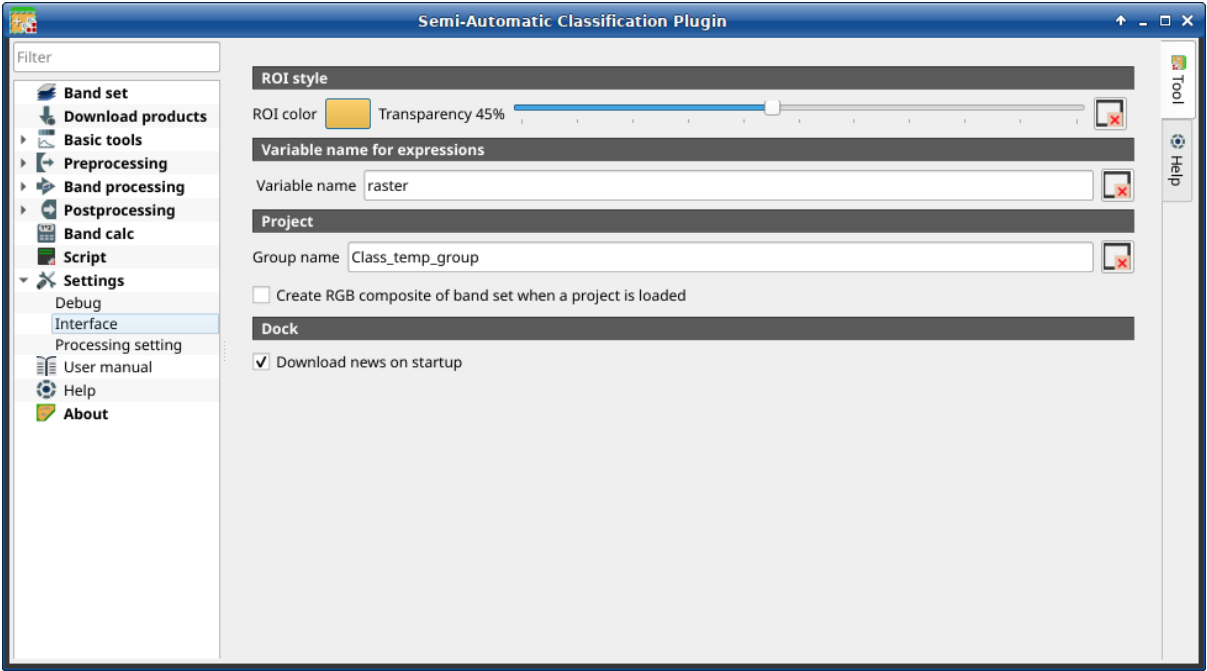 Semi-Automatic Classification Plugin
Filter
Band set
Download products
Basic tools
Preprocessing
Band processing
Postprocessing
Band calc
Script
Settings
Debug
Interface
Processing setting
User manual
Help
About
ROI style
ROI color Transparency 45%
Variable name for expressions
Variable name raster
Project
Group name Class_temp_group
Create RGB composite of band set when a project is loaded
Dock
Download news on startup
Tool
Help